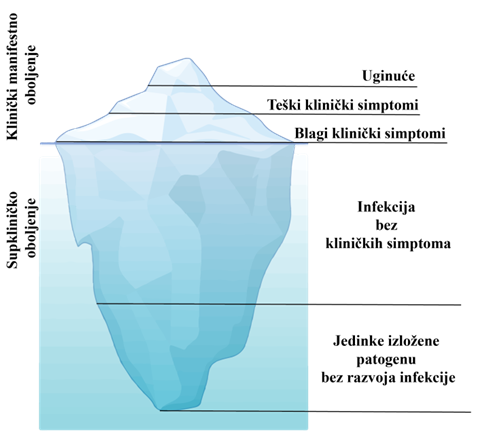 Klinički manifestno
oboljenje
Uginuće
Teški klinički simptomi
Blagi klinički simptomi
Supkliničko
oboljenje
Infekcija
bez
kliničkih simptoma
Jedinke izložene
patogenu
bez razvoja infekcije